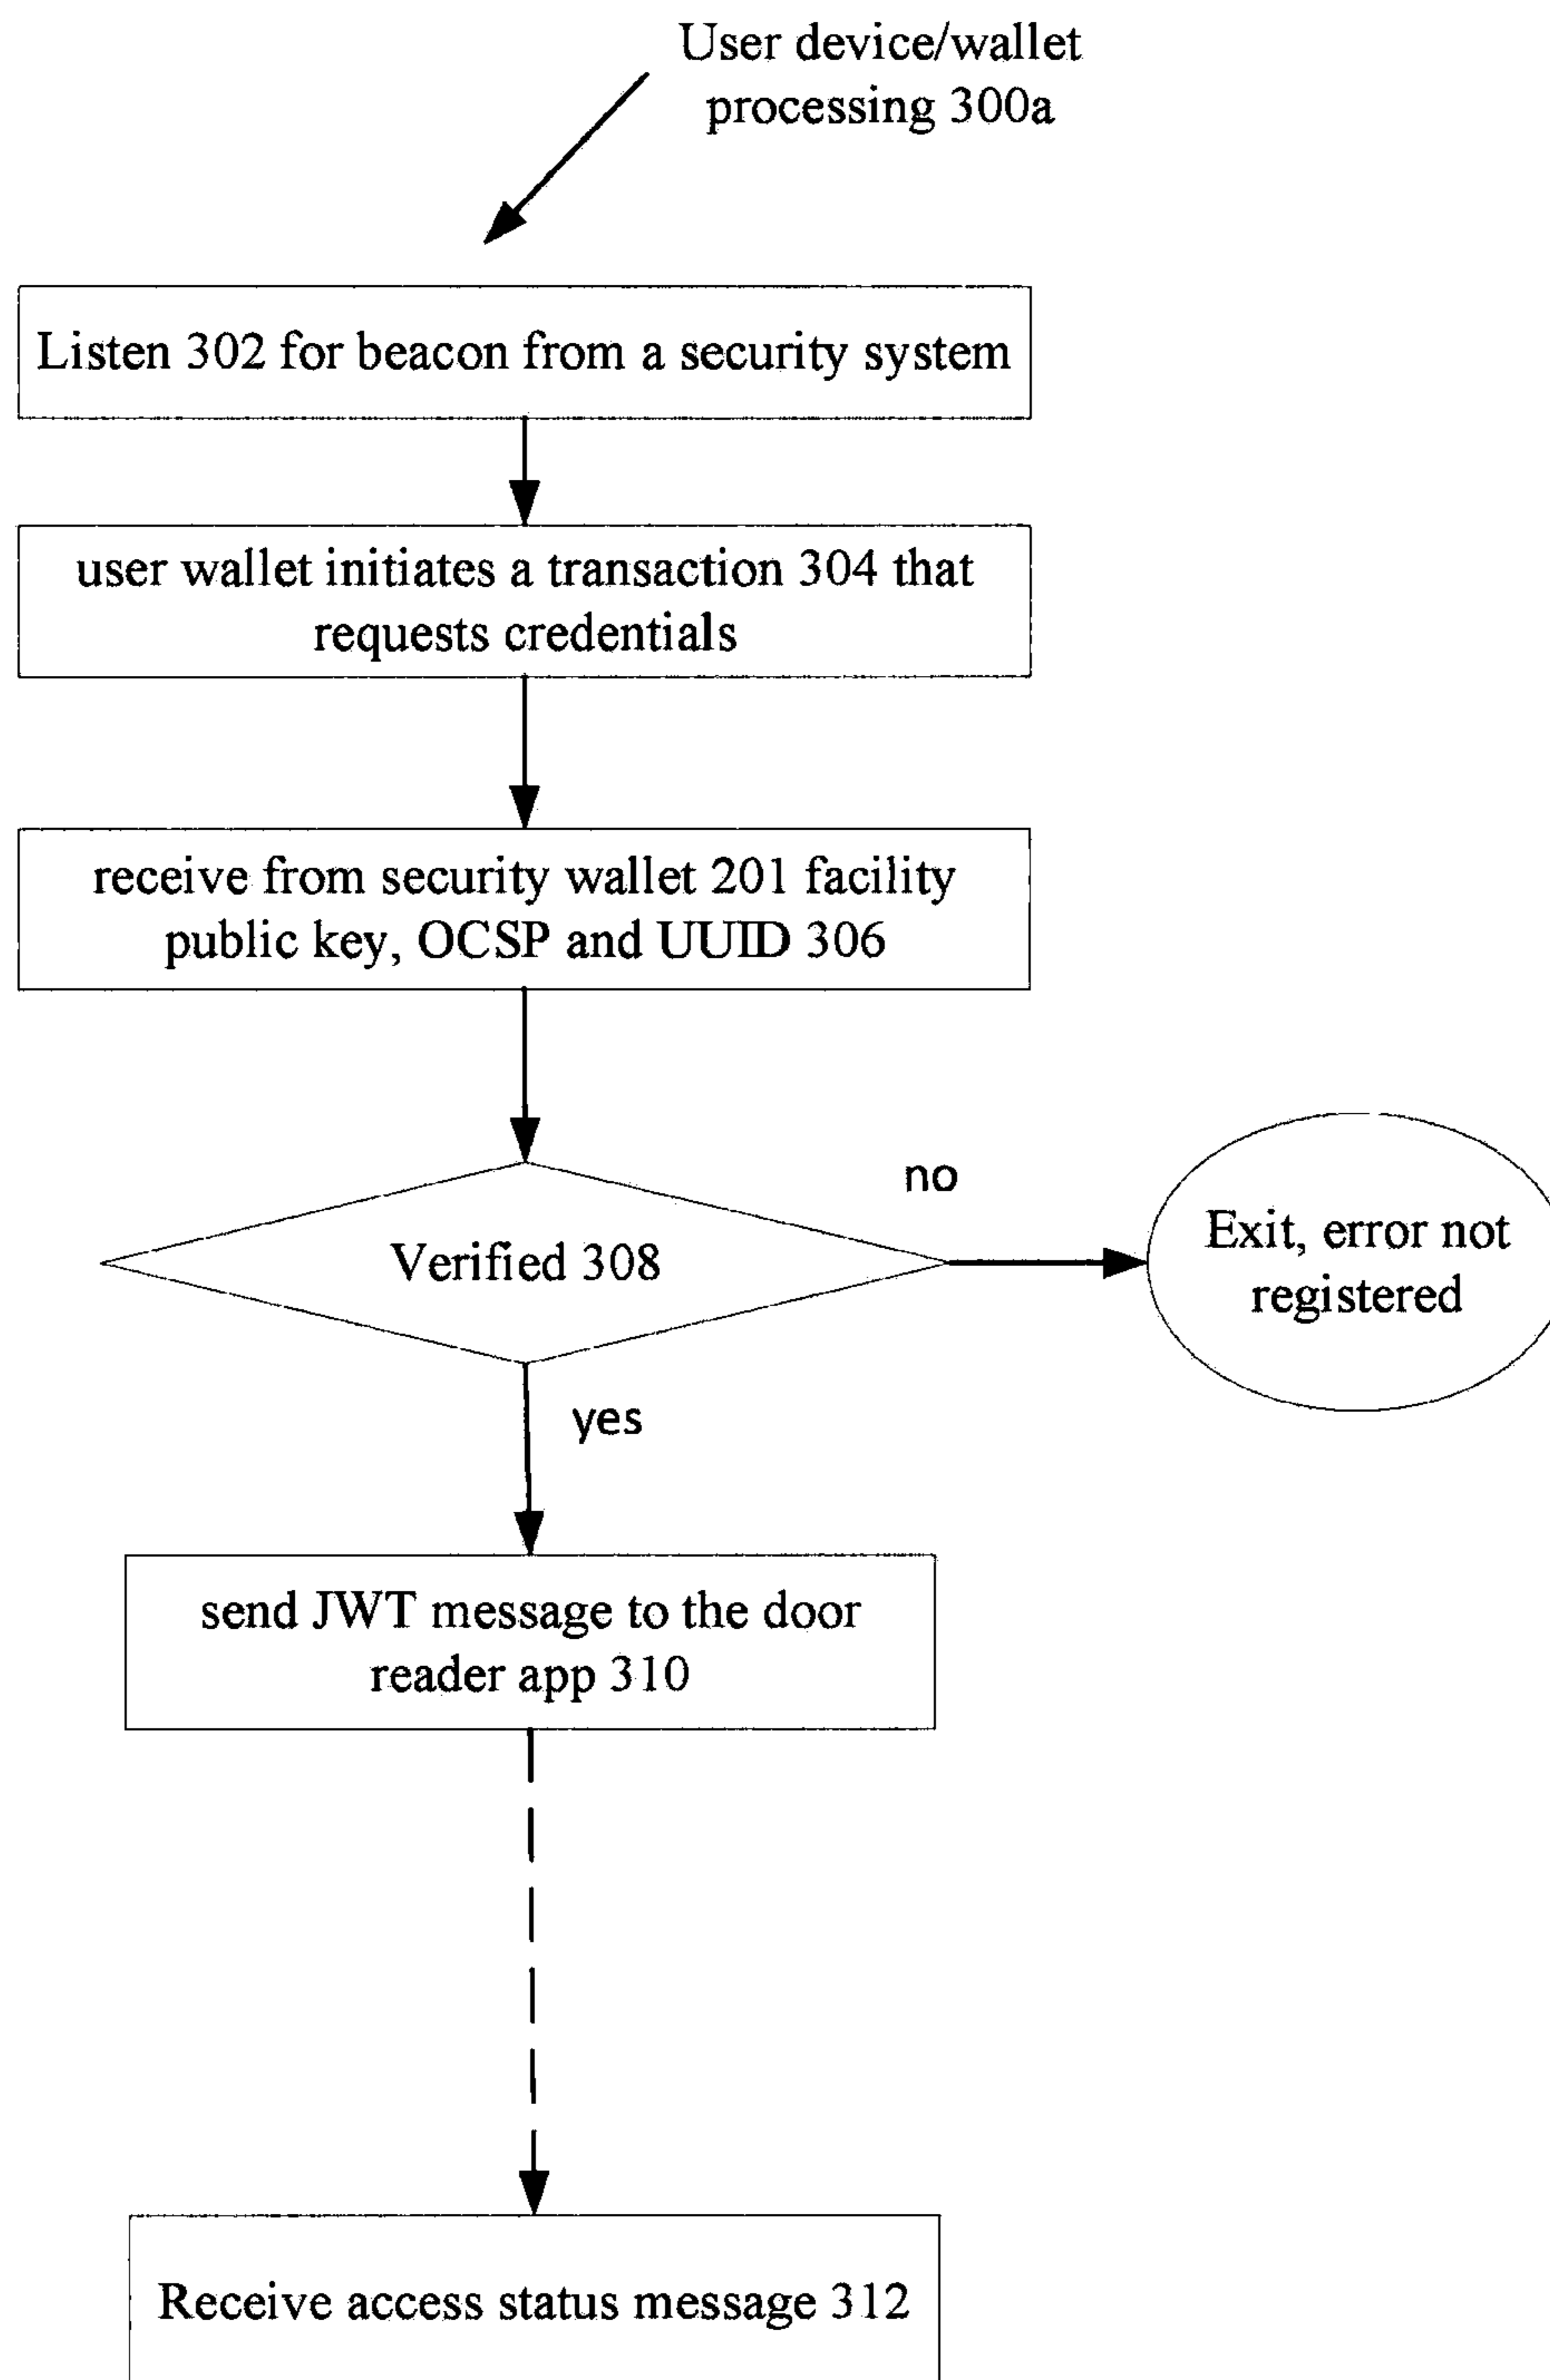 User device/wallet
processing 300a
Listen 302 for beacon from a security system
user wallet initiates a transaction 304 that
requests credentials
receive from security wallet 201 facility
public key, OCSP and UUID 306
no
Verified 308
Exit, error not
registered
yes
send JWT message to the door
reader app 310
Receive access status message 312